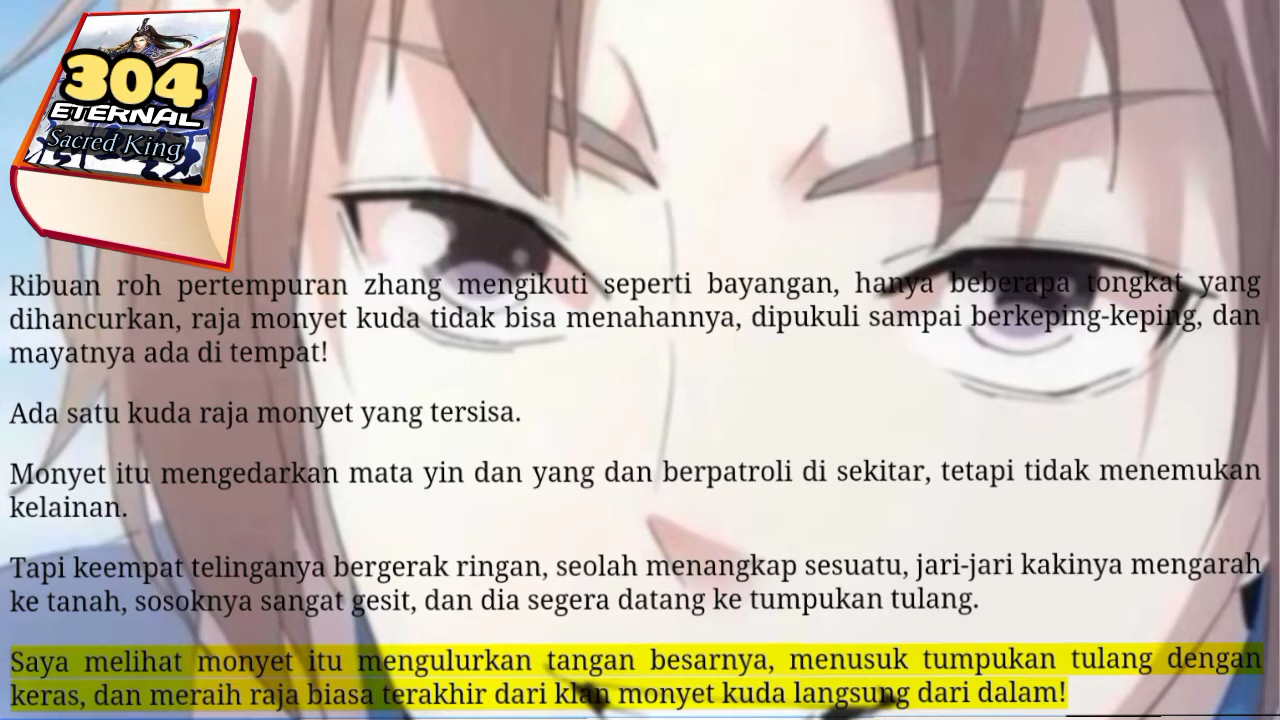 304
ETERNAL
Sacred King
Ribuan roh pertempuran zhang mengikuti seperti bayangan, hanya beberapa tongkat yang
dihancurkan, raja monyet kuda tidak bisa menahannya, dipukuli sampai berkeping-keping, dan
mayatnya ada di tempat!
Ada satu kuda raja monyet yang tersisa.
Monyet itu mengedarkan mata yin dan yang dan berpatroli di sekitar, tetapi tidak menemukan
kelainan.
Tapi keempat telinganya bergerak ringan, seolah menangkap sesuatu, jari-jari kakinya mengarah
ke tanah, sosoknya sangat gesit, dan dia segera datang ke tumpukan tulang.
Saya melihat monyet itu mengulurkan tangan besarnya, menusuk tumpukan tulang dengan
keras, dan meraih raja biasa terakhir dari klan monyet kuda langsung dari dalam!